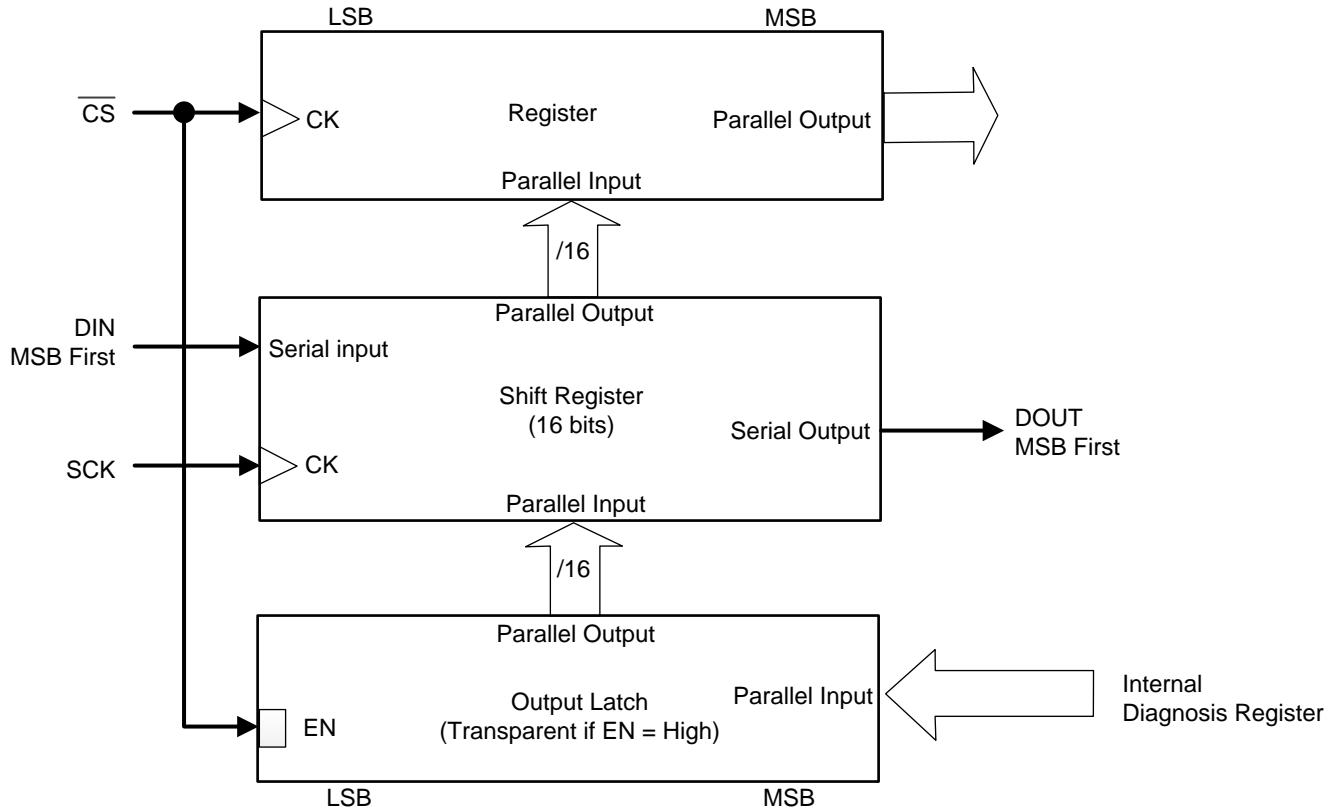 LSB
MSB
CS
CK
Register
Parallel Output
Parallel Input
/16
Parallel Output
DIN
MSB First
Serial input
Shift Register
(16 bits)
Serial Output
DOUT
MSB First
SCK
CK
Parallel Input
/16
Parallel Output
Output Latch
(Transparent if EN = High)
Parallel Input
EN
Internal
Diagnosis Register
LSB
MSB